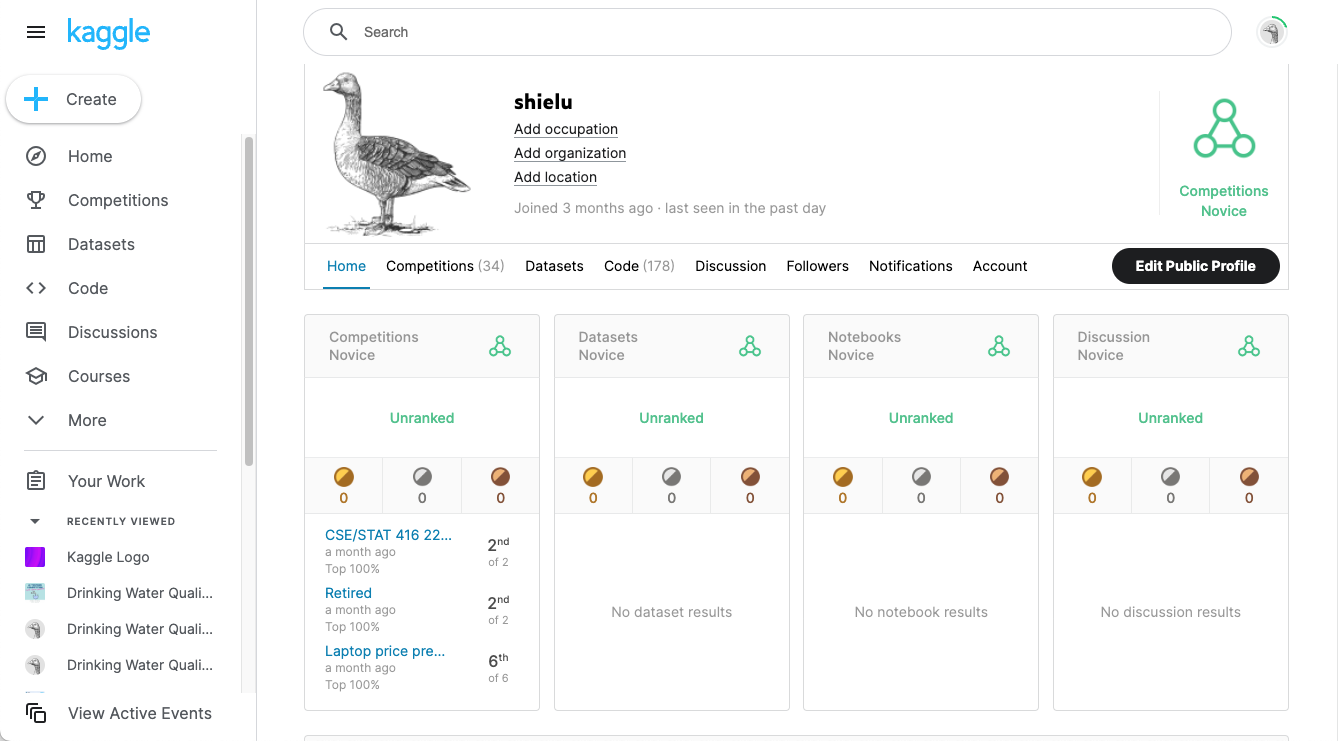 kaggle
Search
Create
Home
Competitions
Datasets
Code
Discussions
Courses
More
Your Work
RECENTLY VIEWED
Kaggle Logo
Drinking Water Quali...
Drinking Water Quali...
Drinking Water Quali...
View Active Events
shielu
Add occupation
Add organization
Add location
Joined 3 months ago · last seen in the past day
Competitions
Novice
Home Competitions (34) Datasets Code (178) Discussion Followers Notifications Account Edit Public Profile
Competitions
Novice
Unranked
0 0 0
CSE/STAT 416 22...
a month ago
Top 100%
2nd
of 2
Retired
a month ago
Top 100%
2nd
of 2
Laptop price pre...
a month ago
Top 100%
6th
of 6
Datasets
Novice
Unranked
0 0 0
No dataset results
Notebooks
Novice
Unranked
0 0 0
No notebook results
Discussion
Novice
Unranked
0 0 0
No discussion results